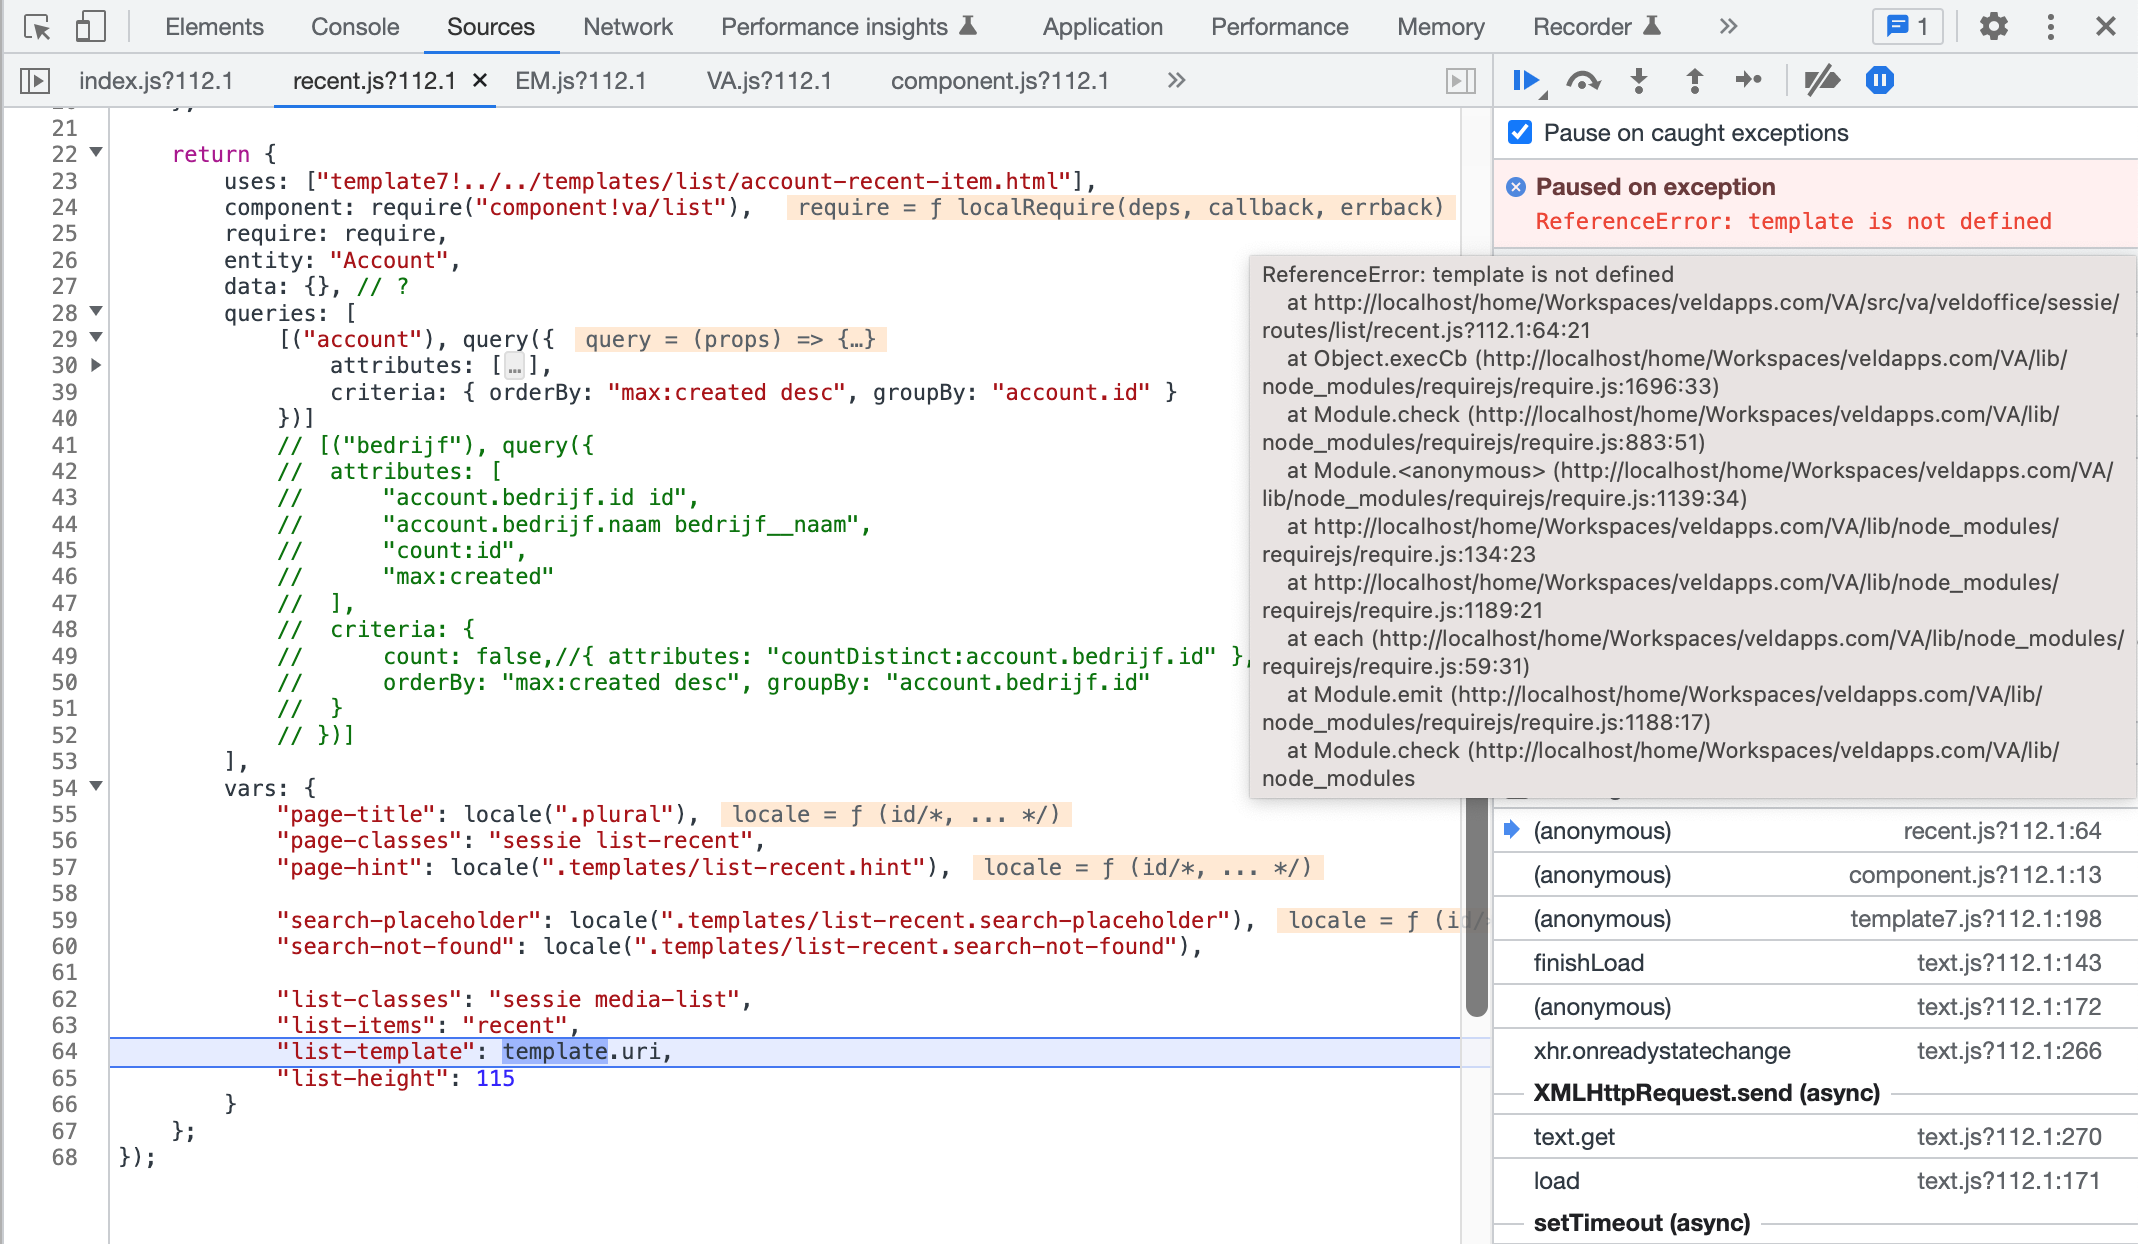 Elements Console Sources Network Performance insights Application Performance Memory Recorder » 1
index.js?112.1 recent.js?112.1 × EM.js?112.1 VA.js?112.1 component.js?112.1 »
21
22 return {
23 uses: ["template7!../../templates/list/account-recent-item.html"],
24 component: require("component!va/list"), require = ƒ localRequire(deps, callback, errback)
25 require: require,
26 entity: "Account",
27 data: {}, // ?
28 queries: [
29 [("account"), query({ query = (props) => {…}
30 attributes: […],
39 criteria: { orderBy: "max:created desc", groupBy: "account.id" }
40 })]
41 // [("bedrijf"), query({
42 // attributes: [
43 // "account.bedrijf.id id",
44 // "account.bedrijf.naam bedrijf__naam",
45 // "count:id",
46 // "max:created"
47 // ],
48 // criteria: {
49 // count: false,//{ attributes: "countDistinct:account.bedrijf.id" },
50 // orderBy: "max:created desc", groupBy: "account.bedrijf.id"
51 // }
52 // })]
53 ],
54 vars: {
55 "page-title": locale(".plural"), locale = ƒ (id/*, ... */)
56 "page-classes": "sessie list-recent",
57 "page-hint": locale(".templates/list-recent.hint"), locale = ƒ (id/*, ... */)
58
59 "search-placeholder": locale(".templates/list-recent.search-placeholder"), locale = ƒ (id/*
60 "search-not-found": locale(".templates/list-recent.search-not-found"),
61
62 "list-classes": "sessie media-list",
63 "list-items": "recent",
64 "list-template": template.uri,
65 "list-height": 115
66 }
67 };
68 });
Pause on caught exceptions
Paused on exception
ReferenceError: template is not defined
ReferenceError: template is not defined
at http://localhost/home/Workspaces/veldapps.com/VA/src/va/veldoffice/sessie/
routes/list/recent.js?112.1:64:21
at Object.execCb (http://localhost/home/Workspaces/veldapps.com/VA/lib/
node_modules/requirejs/require.js:1696:33)
at Module.check (http://localhost/home/Workspaces/veldapps.com/VA/lib/
node_modules/requirejs/require.js:883:51)
at Module.<anonymous> (http://localhost/home/Workspaces/veldapps.com/VA/
lib/node_modules/requirejs/require.js:1139:34)
at http://localhost/home/Workspaces/veldapps.com/VA/lib/node_modules/
requirejs/require.js:134:23
at http://localhost/home/Workspaces/veldapps.com/VA/lib/node_modules/
requirejs/require.js:1189:21
at each (http://localhost/home/Workspaces/veldapps.com/VA/lib/node_modules/
requirejs/require.js:59:31)
at Module.emit (http://localhost/home/Workspaces/veldapps.com/VA/lib/
node_modules/requirejs/require.js:1188:17)
at Module.check (http://localhost/home/Workspaces/veldapps.com/VA/lib/
node_modules
(anonymous) recent.js?112.1:64
(anonymous) component.js?112.1:13
(anonymous) template7.js?112.1:198
finishLoad text.js?112.1:143
(anonymous) text.js?112.1:172
xhr.onreadystatechange text.js?112.1:266
XMLHttpRequest.send (async)
text.get text.js?112.1:270
load text.js?112.1:171
setTimeout (async)